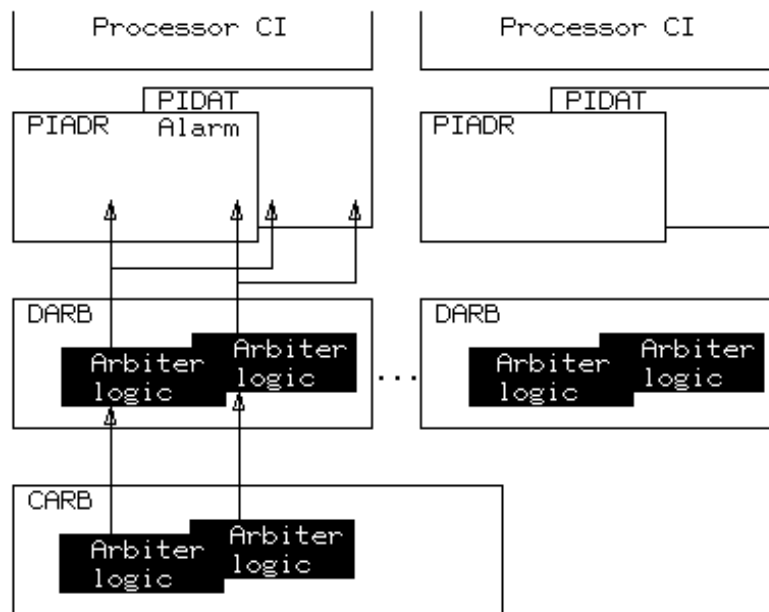 Processor CI
Processor CI
PIDAT
PIDAT
PIADR Alarm
PIADR
DARB
DARB
Arbiter
logic
Arbiter
logic
...
Arbiter
logic
Arbiter
logic
CARB
Arbiter
logic
Arbiter
logic